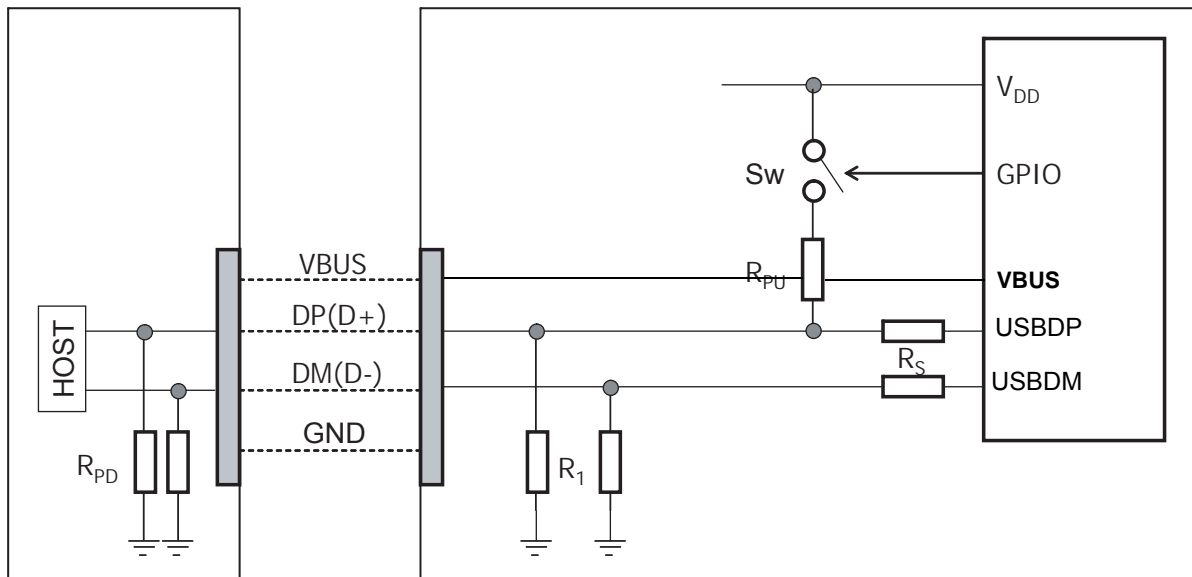 V_DD
Sw
GPIO
VBUS
R_PU
VBUS
HOST
DP(D+)
USBDP
DM(D-)
R_S
USBDM
GND
R_PD
R_1